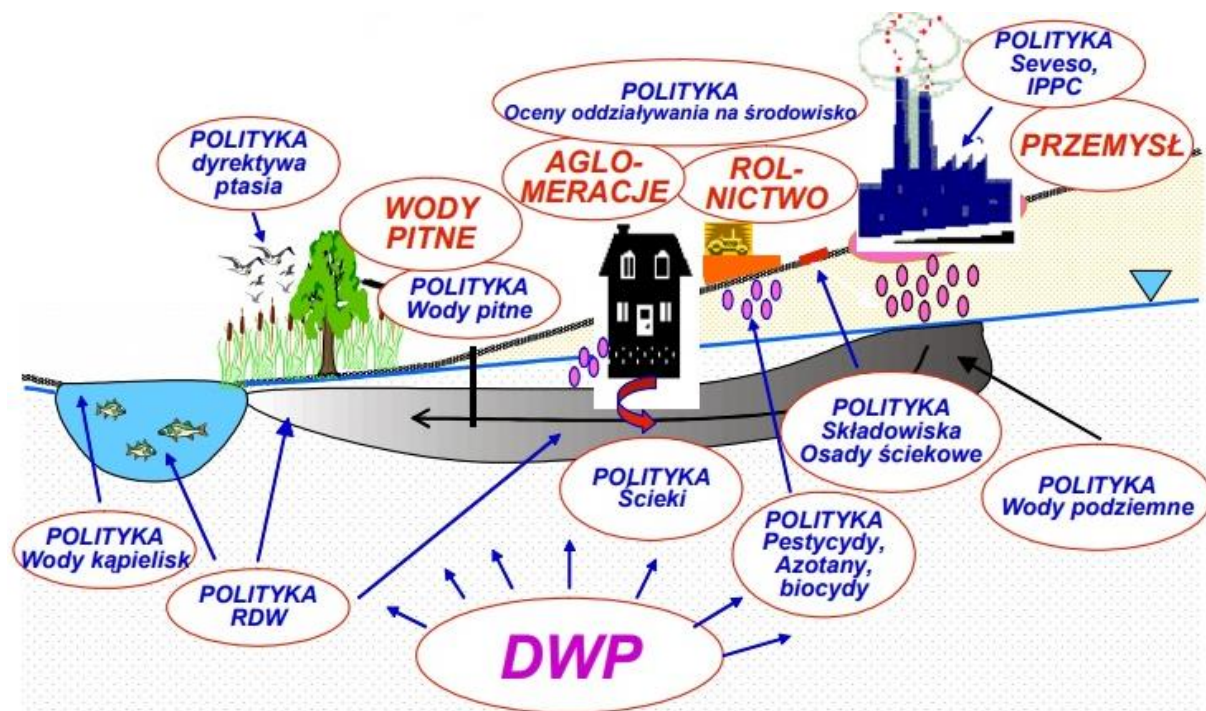 POLITYKA
Seveso,
IPPC
POLITYKA
Oceny oddziaływania na środowisko
POLITYKA
dyrektywa
ptasia
AGLO-
MERACJE
ROL-
NICTWO
PRZEMYSŁ
WODY
PITNE
POLITYKA
Wody pitne
POLITYKA
Składowiska
Osady ściekowe
POLITYKA
Ścieki
POLITYKA
Wody podziemne
POLITYKA
Wody kąpielisk
POLITYKA
Pestycydy,
Azotany,
biocydy
POLITYKA
RDW
DWP